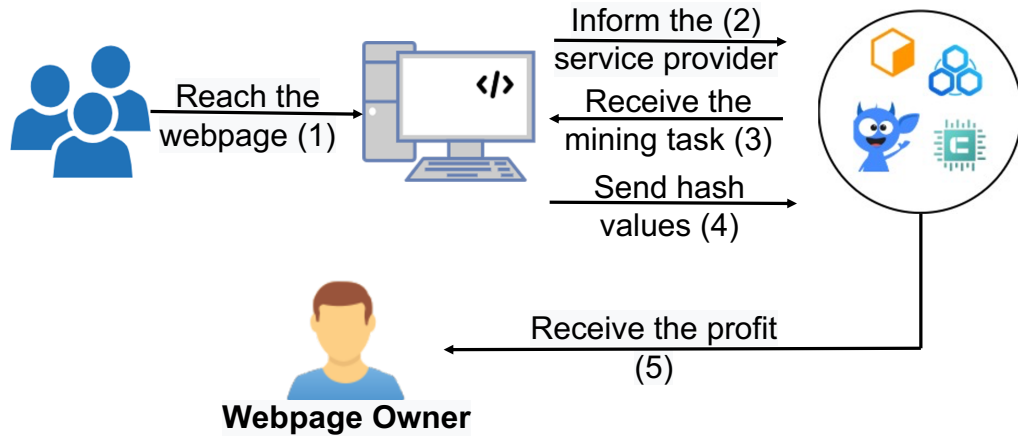 Reach the
webpage (1)
</>
Inform the (2)
service provider
Receive the
mining task (3)
Send hash
values (4)
Receive the profit
(5)
Webpage Owner